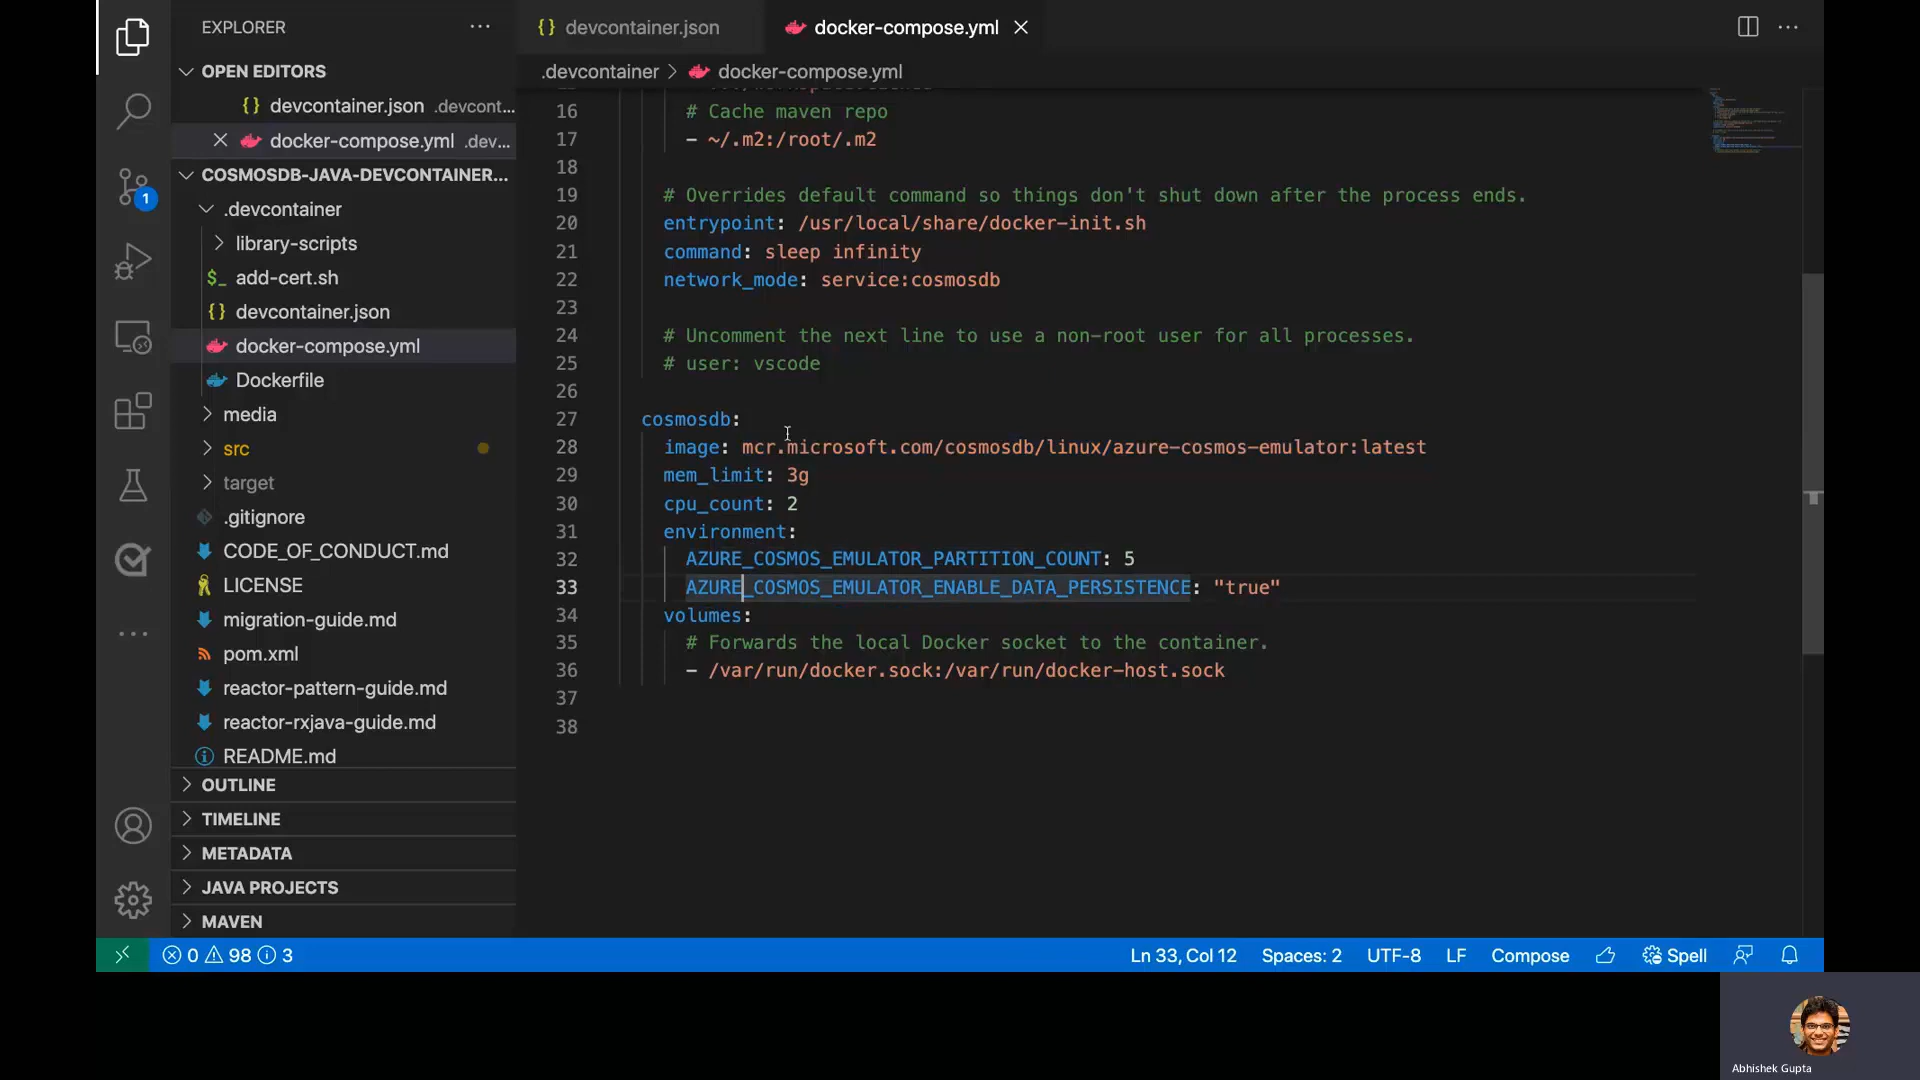 EXPLORER
OPEN EDITORS
devcontainer.json .devcont...
docker-compose.yml .dev...
COSMOSDB-JAVA-DEVCONTAINER...
.devcontainer
library-scripts
add-cert.sh
devcontainer.json
docker-compose.yml
Dockerfile
media
src
target
.gitignore
CODE_OF_CONDUCT.md
LICENSE
migration-guide.md
pom.xml
reactor-pattern-guide.md
reactor-rxjava-guide.md
README.md
OUTLINE
TIMELINE
METADATA
JAVA PROJECTS
MAVEN
1
devcontainer.json
docker-compose.yml
.devcontainer > docker-compose.yml
16 # Cache maven repo
17 - ~/.m2:/root/.m2
18
19 # Overrides default command so things don't shut down after the process ends.
20 entrypoint: /usr/local/share/docker-init.sh
21 command: sleep infinity
22 network_mode: service:cosmosdb
23
24 # Uncomment the next line to use a non-root user for all processes.
25 # user: vscode
26
27 cosmosdb:
28 image: mcr.microsoft.com/cosmosdb/linux/azure-cosmos-emulator:latest
29 mem_limit: 3g
30 cpu_count: 2
31 environment:
32 AZURE_COSMOS_EMULATOR_PARTITION_COUNT: 5
33 AZURE_COSMOS_EMULATOR_ENABLE_DATA_PERSISTENCE: "true"
34 volumes:
35 # Forwards the local Docker socket to the container.
36 - /var/run/docker.sock:/var/run/docker-host.sock
37
38
0 98 3
Ln 33, Col 12 Spaces: 2 UTF-8 LF Compose Spell
Abhishek Gupta